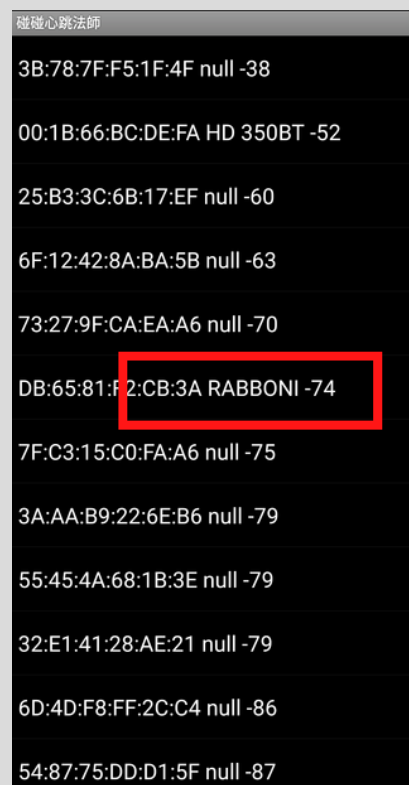 碰碰心跳法師
3B:78:7F:F5:1F:4F null -38
00:1B:66:BC:DE:FA HD 350BT -52
25:B3:3C:6B:17:EF null -60
6F:12:42:8A:BA:5B null -63
73:27:9F:CA:EA:A6 null -70
DB:65:81:F2:CB:3A RABBONI -74
7F:C3:15:C0:FA:A6 null -75
3A:AA:B9:22:6E:B6 null -79
55:45:4A:68:1B:3E null -79
32:E1:41:28:AE:21 null -79
6D:4D:F8:FF:2C:C4 null -86
54:87:75:DD:D1:5F null -87